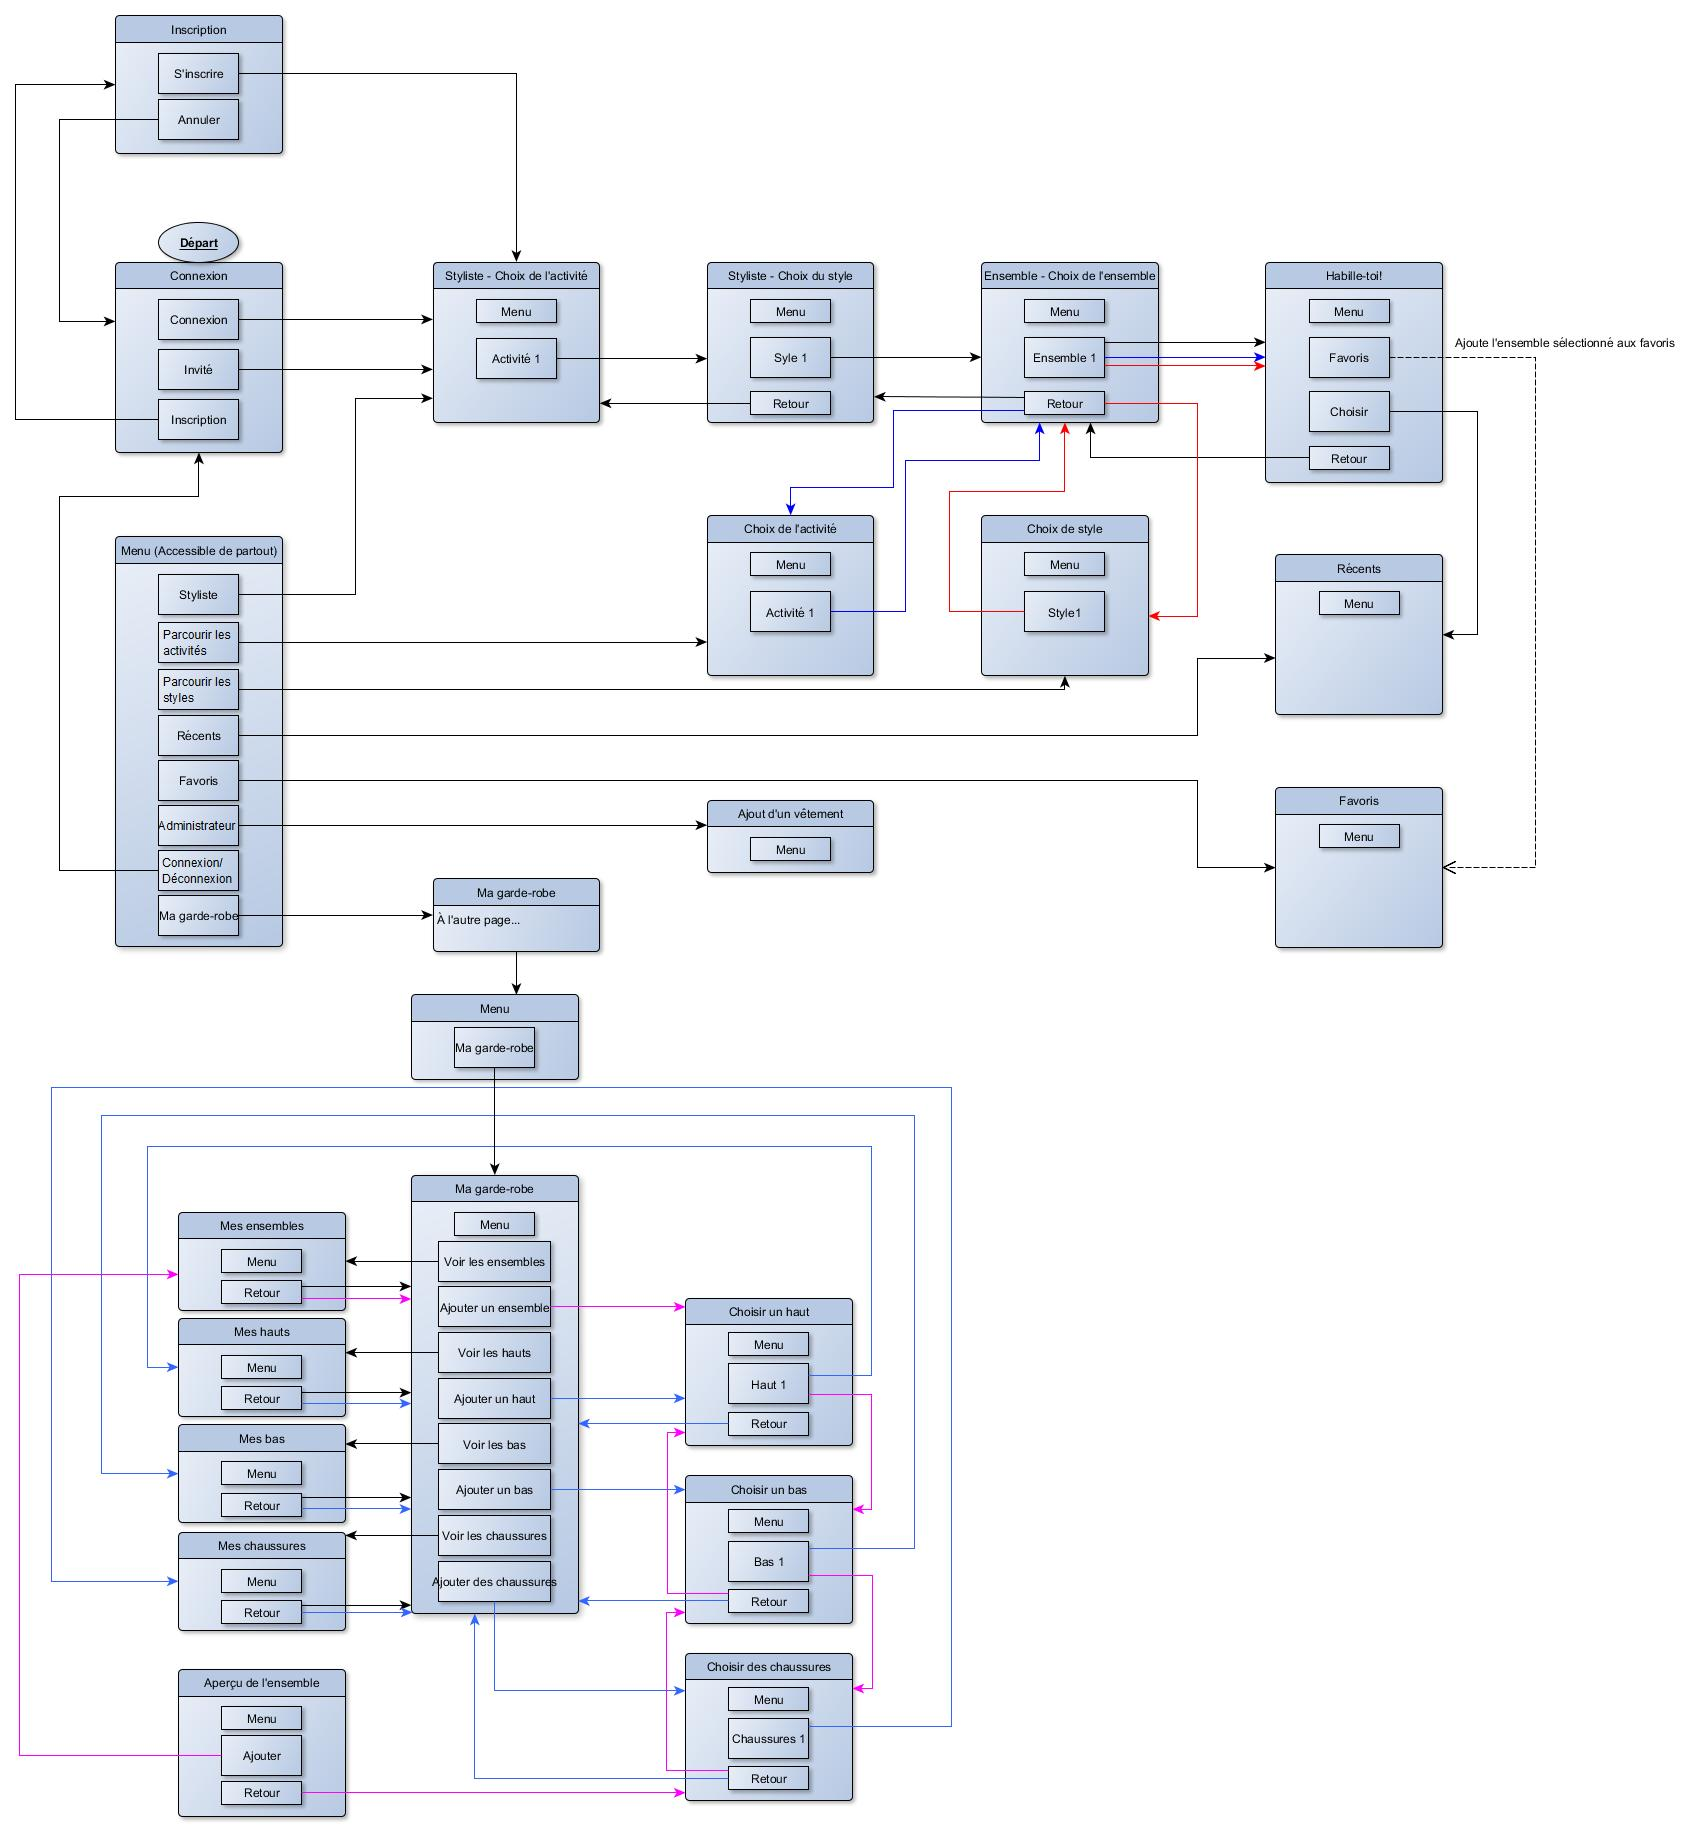 Inscription
S'inscrire
Annuler
Départ
Connexion
Connexion
Invité
Inscription
Styliste - Choix de l'activité
Menu
Activité 1
Styliste - Choix du style
Menu
Syle 1
Retour
Ensemble - Choix de l'ensemble
Menu
Ensemble 1
Retour
Habille-toi!
Menu
Favoris
Choisir
Retour
Ajoute l'ensemble sélectionné aux favoris
Menu (Accessible de partout)
Styliste
Parcourir les
activités
Parcourir les
styles
Récents
Favoris
Administrateur
Connexion/
Déconnexion
Ma garde-robe
Choix de l'activité
Menu
Activité 1
Choix de style
Menu
Style1
Récents
Menu
Ajout d'un vêtement
Menu
Favoris
Menu
Ma garde-robe
À l'autre page...
Menu
Ma garde-robe
Ma garde-robe
Menu
Voir les ensembles
Ajouter un ensemble
Voir les hauts
Ajouter un haut
Voir les bas
Ajouter un bas
Voir les chaussures
Ajouter des chaussures
Mes ensembles
Menu
Retour
Mes hauts
Menu
Retour
Mes bas
Menu
Retour
Mes chaussures
Menu
Retour
Choisir un haut
Menu
Haut 1
Retour
Choisir un bas
Menu
Bas 1
Retour
Choisir des chaussures
Menu
Chaussures 1
Retour
Aperçu de l'ensemble
Menu
Ajouter
Retour